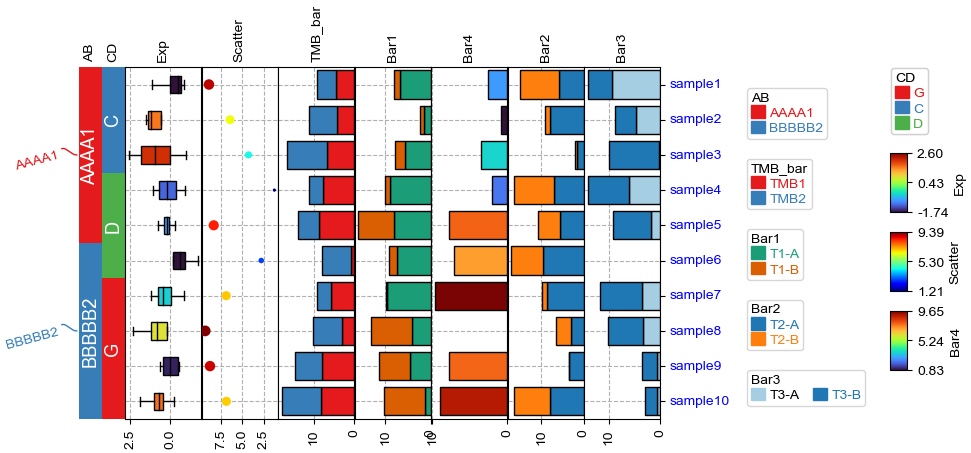 AB
CD
Exp
Scatter
TMB_bar
Bar1
Bar4
Bar2
Bar3
AAAA1
BBBBB2
AAAA1
BBBBB2
C
D
G
sample1
sample2
sample3
sample4
sample5
sample6
sample7
sample8
sample9
sample10
2.5
0.0
7.5
5.0
2.5
10
0
10
0
10
0
10
0
10
0
AB
AAAA1
BBBBB2
TMB_bar
TMB1
TMB2
Bar1
T1-A
T1-B
Bar2
T2-A
T2-B
Bar3
T3-A T3-B
CD
G
C
D
2.60
0.43
-1.74
Exp
9.39
5.30
1.21
Scatter
9.65
5.24
0.83
Bar4